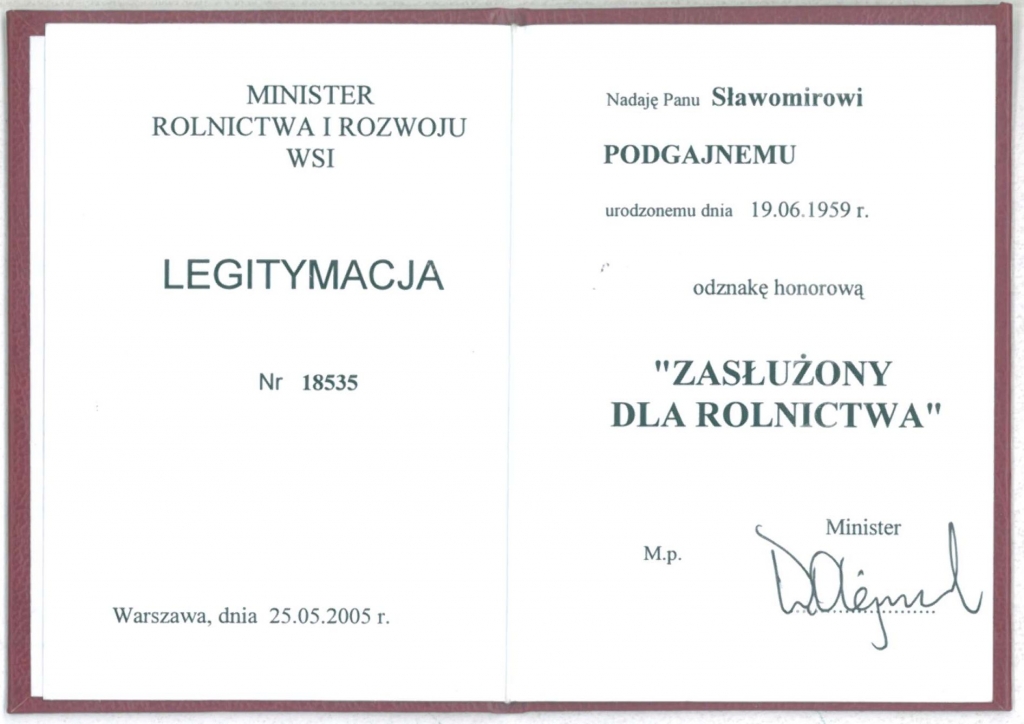 MINISTER
ROLNICTWA I ROZWOJU
WSI
LEGITYMACJA
Nr 18535
Warszawa, dnia 25.05.2005 r.
Nadaję Panu Sławomirowi
PODGAJNEMU
urodzonemu dnia 19.06.1959 r.
odznakę honorową
"ZASŁUŻONY
DLA ROLNICTWA"
Minister
M.p.